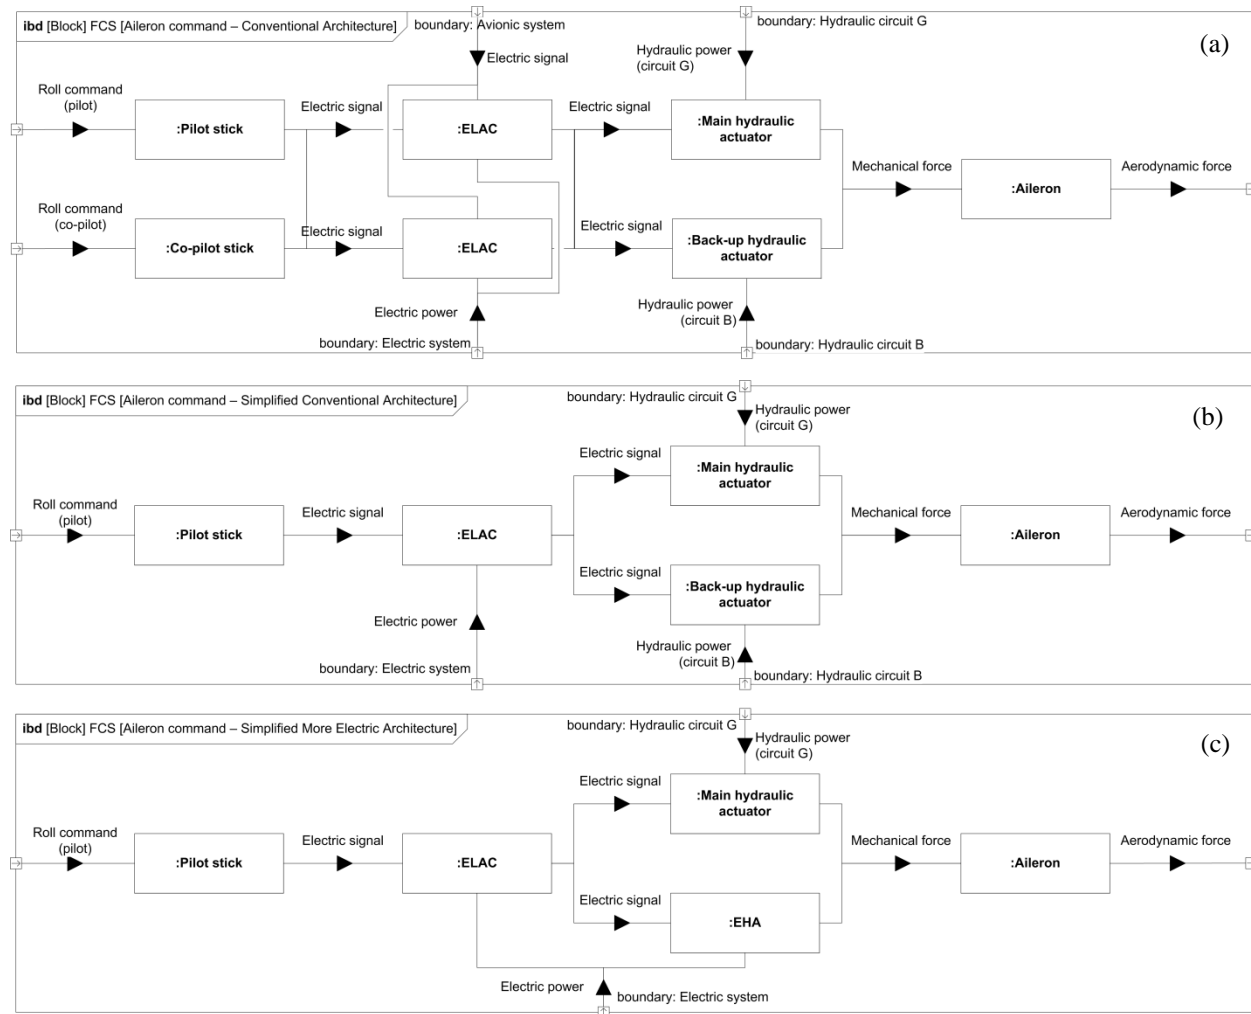 ibd [Block] FCS [Aileron command – Conventional Architecture]
boundary: Avionic system
boundary: Hydraulic circuit G
(a)
Electric signal
Hydraulic power
(circuit G)
Roll command
(pilot)
:Pilot stick
Electric signal
:ELAC
Electric signal
:Main hydraulic
actuator
Mechanical force
:Aileron
Aerodynamic force
Roll command
(co-pilot)
:Co-pilot stick
Electric signal
:ELAC
Electric signal
:Back-up hydraulic
actuator
Electric power
Hydraulic power
(circuit B)
boundary: Electric system
boundary: Hydraulic circuit B
ibd [Block] FCS [Aileron command – Simplified Conventional Architecture]
boundary: Hydraulic circuit G
(b)
Hydraulic power
(circuit G)
Electric signal
:Main hydraulic
actuator
Roll command
(pilot)
:Pilot stick
Electric signal
:ELAC
Mechanical force
:Aileron
Aerodynamic force
Electric signal
:Back-up hydraulic
actuator
Electric power
Hydraulic power
(circuit B)
boundary: Electric system
boundary: Hydraulic circuit B
ibd [Block] FCS [Aileron command – Simplified More Electric Architecture]
boundary: Hydraulic circuit G
(c)
Hydraulic power
(circuit G)
Electric signal
:Main hydraulic
actuator
Roll command
(pilot)
:Pilot stick
Electric signal
:ELAC
Mechanical force
:Aileron
Aerodynamic force
Electric signal
:EHA
Electric power
boundary: Electric system